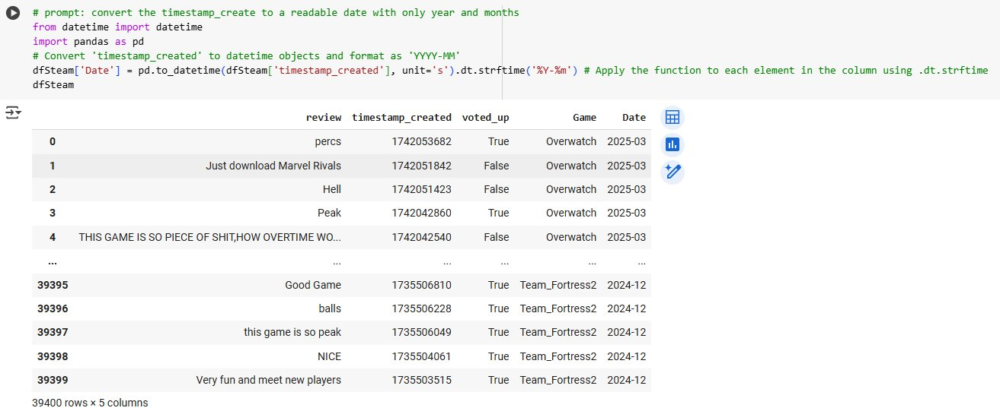 # prompt: convert the timestamp_create to a readable date with only year and months
from datetime import datetime
import pandas as pd
# Convert 'timestamp_created' to datetime objects and format as 'YYYY-MM'
dfSteam['Date'] = pd.to_datetime(dfSteam['timestamp_created'], unit='s').dt.strftime('%Y-%m') # Apply the function to each element in the column using .dt.strftime
dfSteam
review timestamp_created voted_up Game Date
0 percs 1742053682 True Overwatch 2025-03
1 Just download Marvel Rivals 1742051842 False Overwatch 2025-03
2 Hell 1742051423 False Overwatch 2025-03
3 Peak 1742042860 True Overwatch 2025-03
4 THIS GAME IS SO PIECE OF SHIT,HOW OVERTIME WO... 1742042540 False Overwatch 2025-03
... ... ... ... ... ...
39395 Good Game 1735506810 True Team_Fortress2 2024-12
39396 balls 1735506228 True Team_Fortress2 2024-12
39397 this game is so peak 1735506049 True Team_Fortress2 2024-12
39398 NICE 1735504061 True Team_Fortress2 2024-12
39399 Very fun and meet new players 1735503515 True Team_Fortress2 2024-12
39400 rows × 5 columns